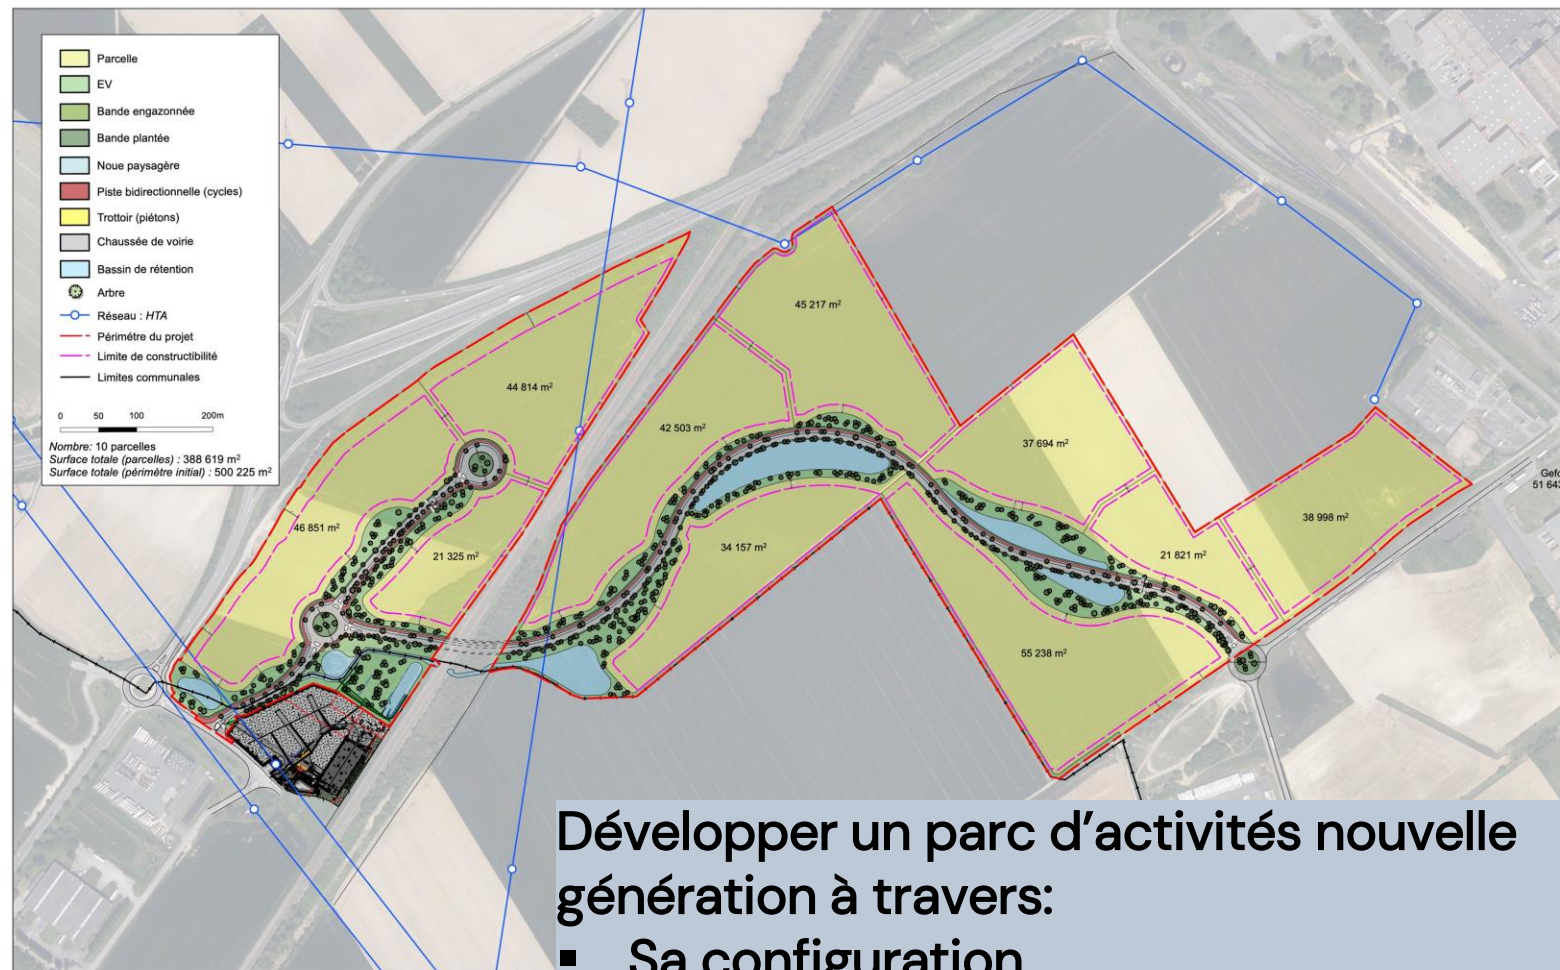 Parcelle
EV
Bande engazonnée
Bande plantée
Noue paysagère
Piste bidirectionnelle (cycles)
Trottoir (piétons)
Chaussée de voirie
Bassin de rétention
Arbre
Réseau : HTA
Périmètre du projet
Limite de constructibilité
Limites communales
0 50 100 200m
Nombre: 10 parcelles
Surface totale (parcelles) : 388 619 m²
Surface totale (périmètre initial) : 500 225 m²
45 217 m²
44 814 m²
42 503 m²
37 694 m²
46 851 m²
21 325 m²
34 157 m²
21 821 m²
38 998 m²
55 238 m²
51 64
Développer un parc d'activités nouvelle
génération à travers:
▪ Sa configuration